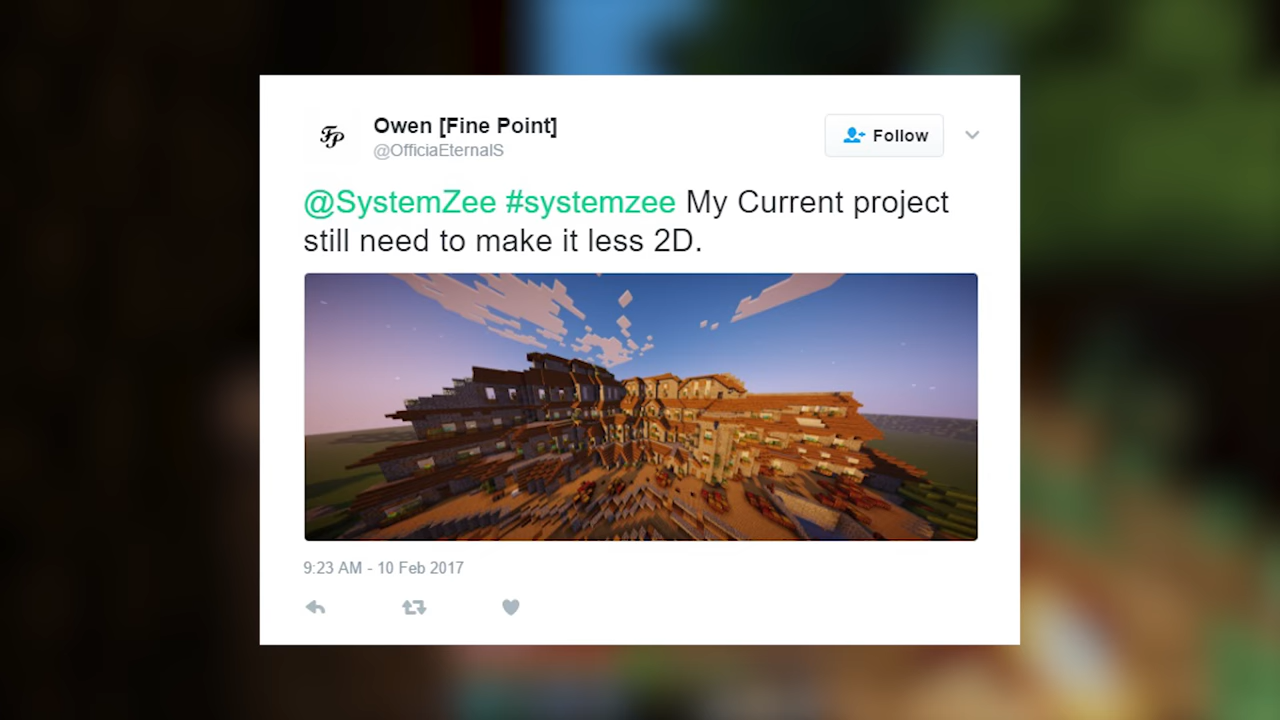 FP
Owen [Fine Point]
@OfficiaEternalS
Follow
@SystemZee #systemzee My Current project
still need to make it less 2D.
9:23 AM - 10 Feb 2017